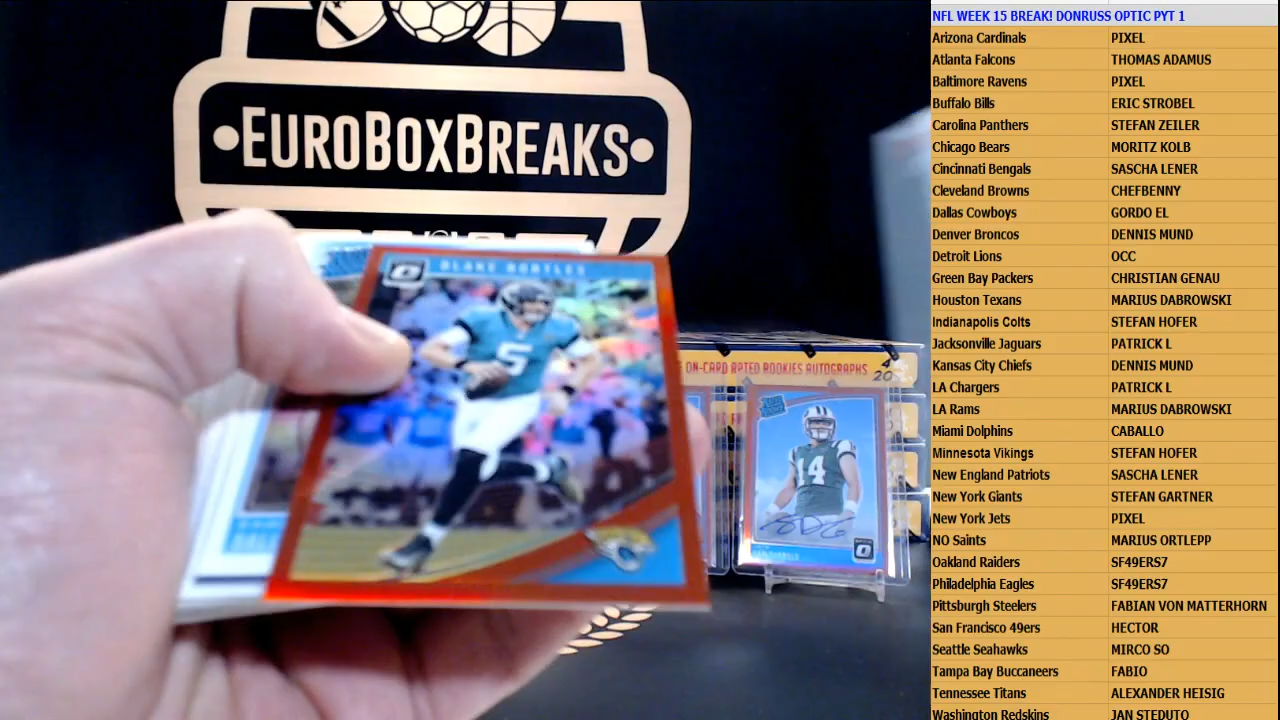 EUROBOXBREAKS
BLAKE BORTLES
5
ON-CARD RATED ROOKIES AUTOGRAPHS
4
20
14
NFL WEEK 15 BREAK! DONRUSS OPTIC PYT 1
Arizona Cardinals PIXEL
Atlanta Falcons THOMAS ADAMUS
Baltimore Ravens PIXEL
Buffalo Bills ERIC STROBEL
Carolina Panthers STEFAN ZEILER
Chicago Bears MORITZ KOLB
Cincinnati Bengals SASCHA LENER
Cleveland Browns CHEFBENNY
Dallas Cowboys GORDO EL
Denver Broncos DENNIS MUND
Detroit Lions OCC
Green Bay Packers CHRISTIAN GENAU
Houston Texans MARIUS DABROWSKI
Indianapolis Colts STEFAN HOFER
Jacksonville Jaguars PATRICK L
Kansas City Chiefs DENNIS MUND
LA Chargers PATRICK L
LA Rams MARIUS DABROWSKI
Miami Dolphins CABALLO
Minnesota Vikings STEFAN HOFER
New England Patriots SASCHA LENER
New York Giants STEFAN GARTNER
New York Jets PIXEL
NO Saints MARIUS ORTLEPP
Oakland Raiders SF49ERS7
Philadelphia Eagles SF49ERS7
Pittsburgh Steelers FABIAN VON MATTERHORN
San Francisco 49ers HECTOR
Seattle Seahawks MIRCO SO
Tampa Bay Buccaneers FABIO
Tennessee Titans ALEXANDER HEISIG
Washington Redskins JAN STEDUTO